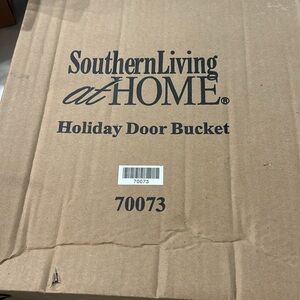 SouthernLiving
at HOME®
Holiday Door Bucket
70073
70073